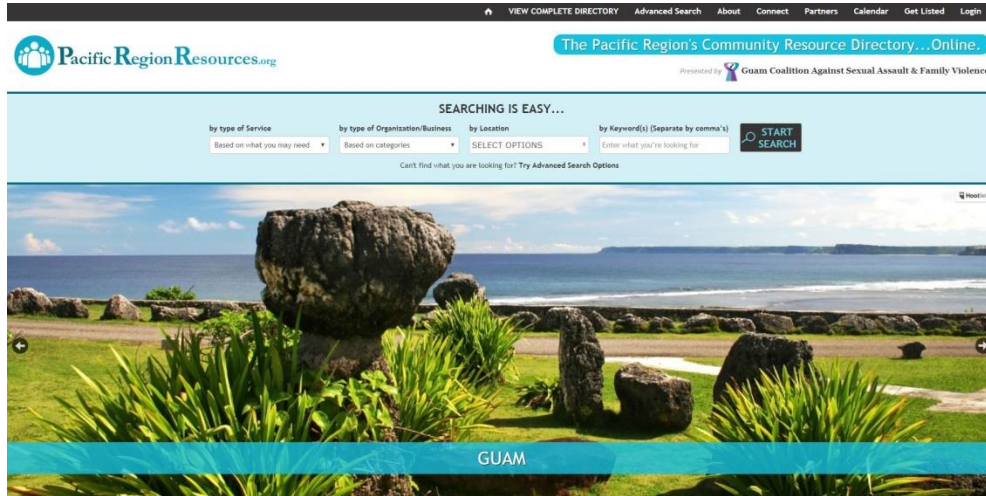 VIEW COMPLETE DIRECTORY Advanced Search About Connect Partners Calendar Get Listed Login
PacificRegionResources.org
The Pacific Region's Community Resource Directory...Online.
Presented by Guam Coalition Against Sexual Assault & Family Violence
SEARCHING IS EASY...
by type of Service by type of Organization/Business by Location by Keyword(s) (Separate by comma's)
Based on what you may need Based on categories SELECT OPTIONS Enter what you're looking for
START
SEARCH
Can't find what you are looking for? Try Advanced Search Options
GUAM